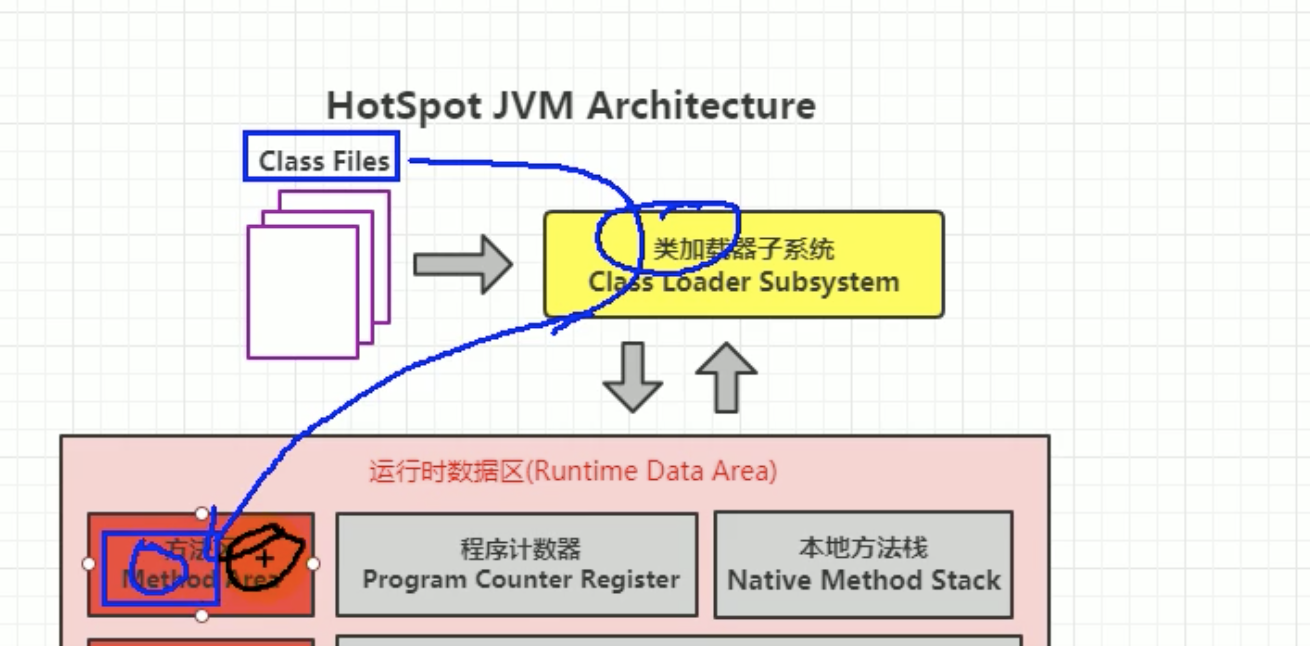 HotSpot JVM Architecture
Class Files
类加载器子系统
Class Loader Subsystem
运行时数据区(Runtime Data Area)
方法区
Method Area
程序计数器
Program Counter Register
本地方法栈
Native Method Stack